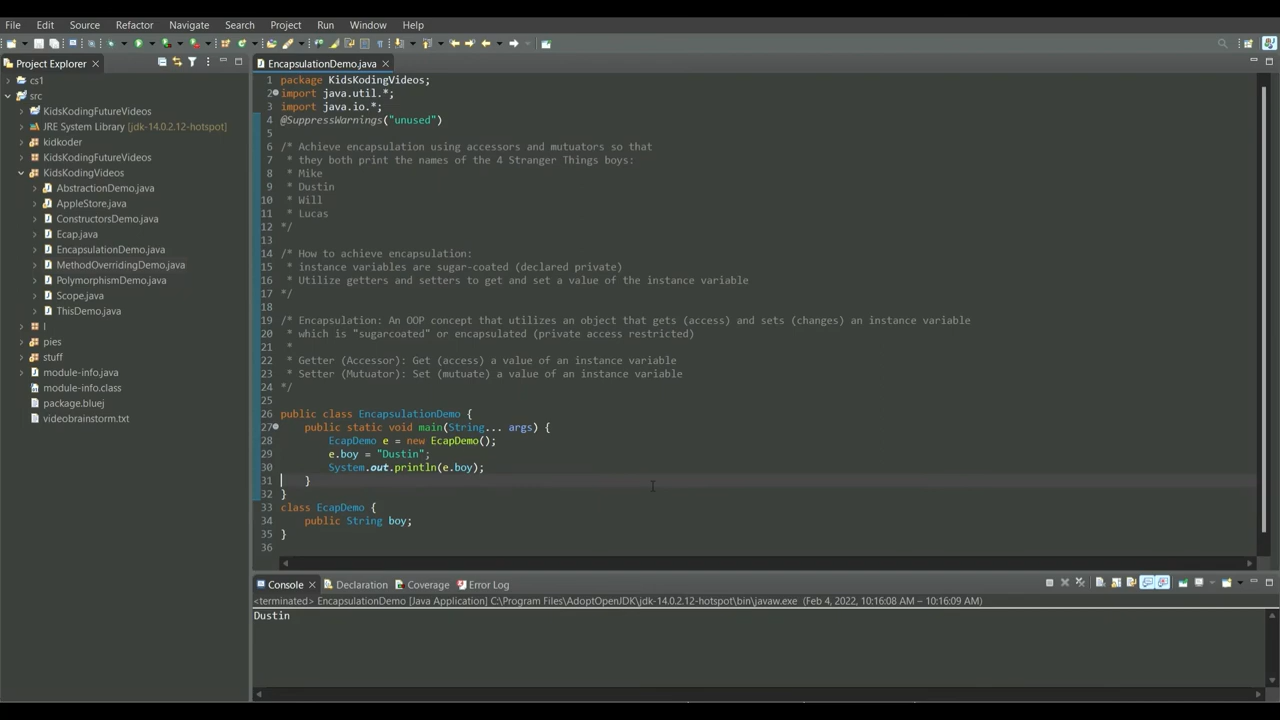 File Edit Source Refactor Navigate Search Project Run Window Help
Project Explorer
cs1
src
KidsKodingFutureVideos
JRE System Library [jdk-14.0.2.12-hotspot]
kidkoder
KidsKodingFutureVideos
KidsKodingVideos
AbstractionDemo.java
AppleStore.java
ConstructorsDemo.java
Ecap.java
EncapsulationDemo.java
MethodOverridingDemo.java
PolymorphismDemo.java
Scope.java
ThisDemo.java
l
pies
stuff
module-info.java
module-info.class
package.bluej
videobrainstorm.txt
EncapsulationDemo.java
1 package KidsKodingVideos;
2 import java.util.*;
3 import java.io.*;
4 @SuppressWarnings("unused")
5
6 /* Achieve encapsulation using accessors and mutuators so that
7 * they both print the names of the 4 Stranger Things boys:
8 * Mike
9 * Dustin
10 * Will
11 * Lucas
12 */
13
14 /* How to achieve encapsulation:
15 * instance variables are sugar-coated (declared private)
16 * Utilize getters and setters to get and set a value of the instance variable
17 */
18
19 /* Encapsulation: An OOP concept that utilizes an object that gets (access) and sets (changes) an instance variable
20 * which is "sugarcoated" or encapsulated (private access restricted)
21 *
22 * Getter (Accessor): Get (access) a value of an instance variable
23 * Setter (Mutuator): Set (mutuate) a value of an instance variable
24 */
25
26 public class EncapsulationDemo {
27 public static void main(String... args) {
28 EcapDemo e = new EcapDemo();
29 e.boy = "Dustin";
30 System.out.println(e.boy);
31 }
32 }
33 class EcapDemo {
34 public String boy;
35 }
36
Console Declaration Coverage Error Log
<terminated> EncapsulationDemo [Java Application] C:\Program Files\AdoptOpenJDK\jdk-14.0.2.12-hotspot\bin\javaw.exe (Feb 4, 2022, 10:16:08 AM – 10:16:09 AM)
Dustin